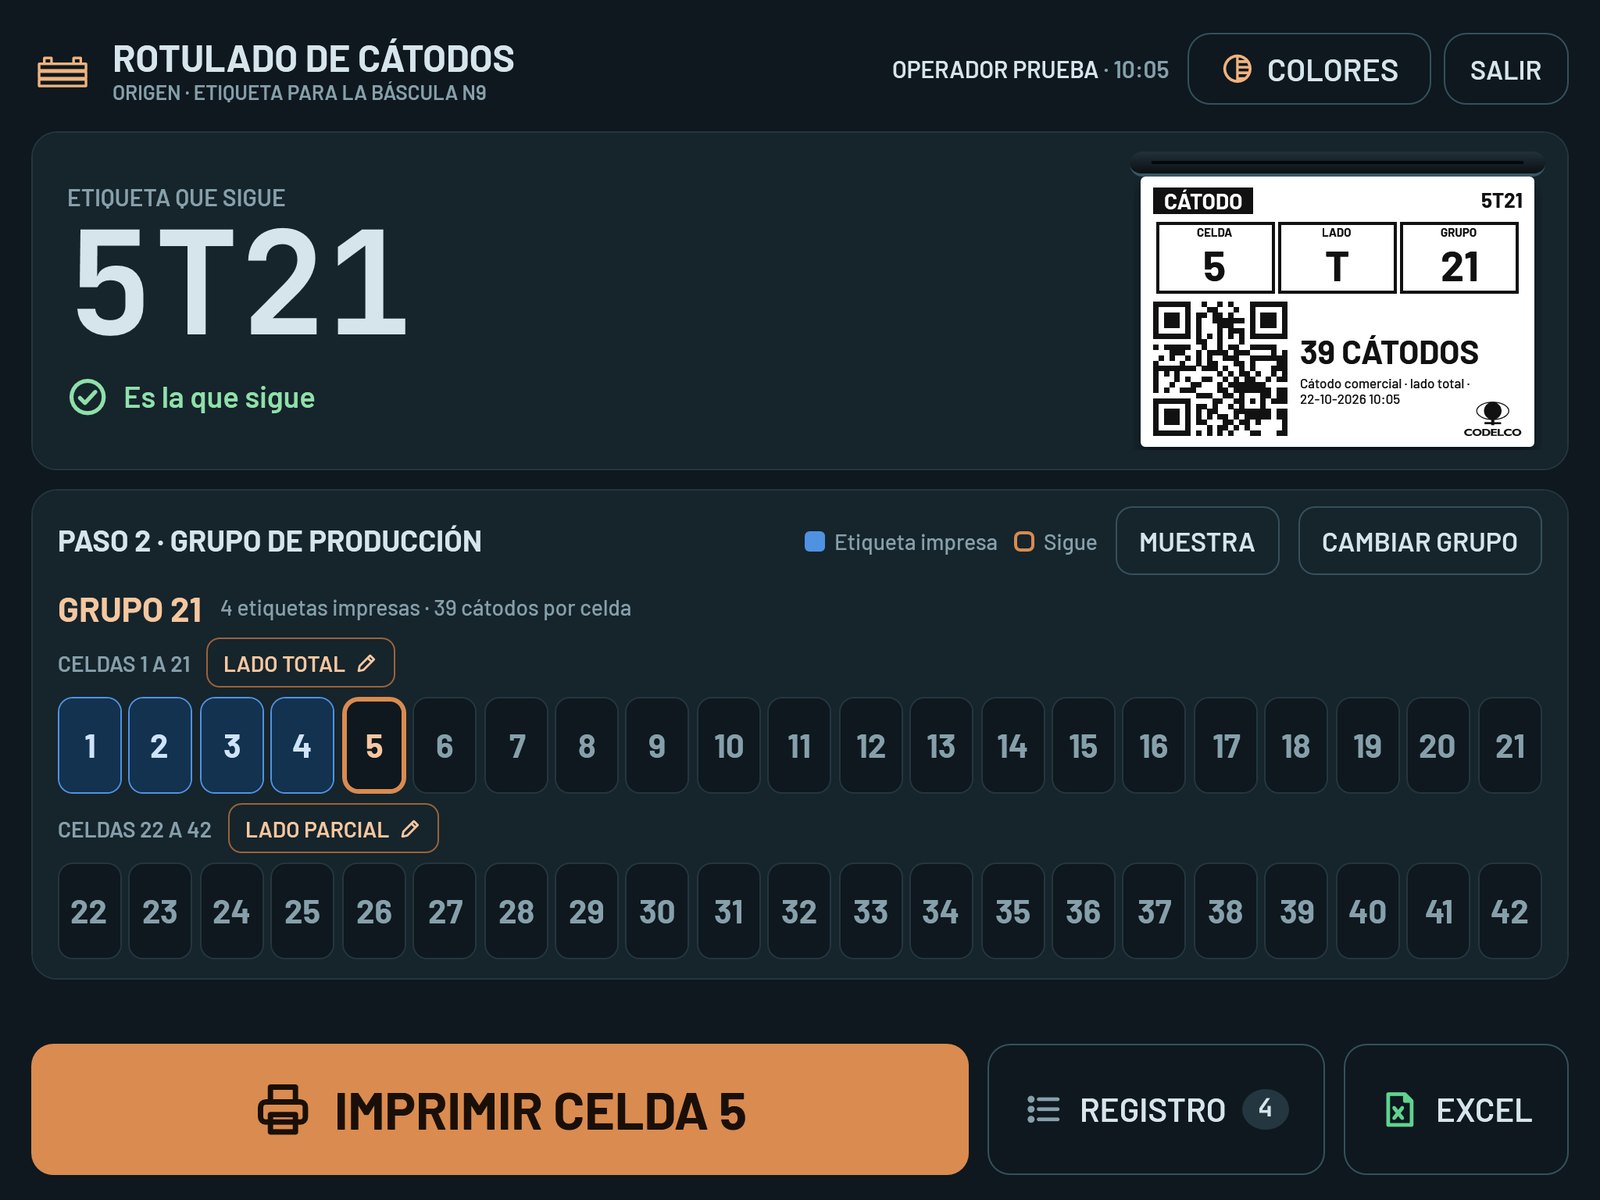 ROTULADO DE CÁTODOS
ORIGEN · ETIQUETA PARA LA BÁSCULA N9
OPERADOR PRUEBA · 10:05
COLORES
SALIR
ETIQUETA QUE SIGUE
5T21
Es la que sigue
CÁTODO
5T21
CELDA
5
LADO
T
GRUPO
21
39 CÁTODOS
Cátodo comercial · lado total ·
22-10-2026 10:05
CODELCO
PASO 2 · GRUPO DE PRODUCCIÓN
Etiqueta impresa
Sigue
MUESTRA
CAMBIAR GRUPO
GRUPO 21
4 etiquetas impresas · 39 cátodos por celda
CELDAS 1 A 21
LADO TOTAL
1 2 3 4 5 6 7 8 9 10 11 12 13 14 15 16 17 18 19 20 21
CELDAS 22 A 42
LADO PARCIAL
22 23 24 25 26 27 28 29 30 31 32 33 34 35 36 37 38 39 40 41 42
IMPRIMIR CELDA 5
REGISTRO 4
EXCEL